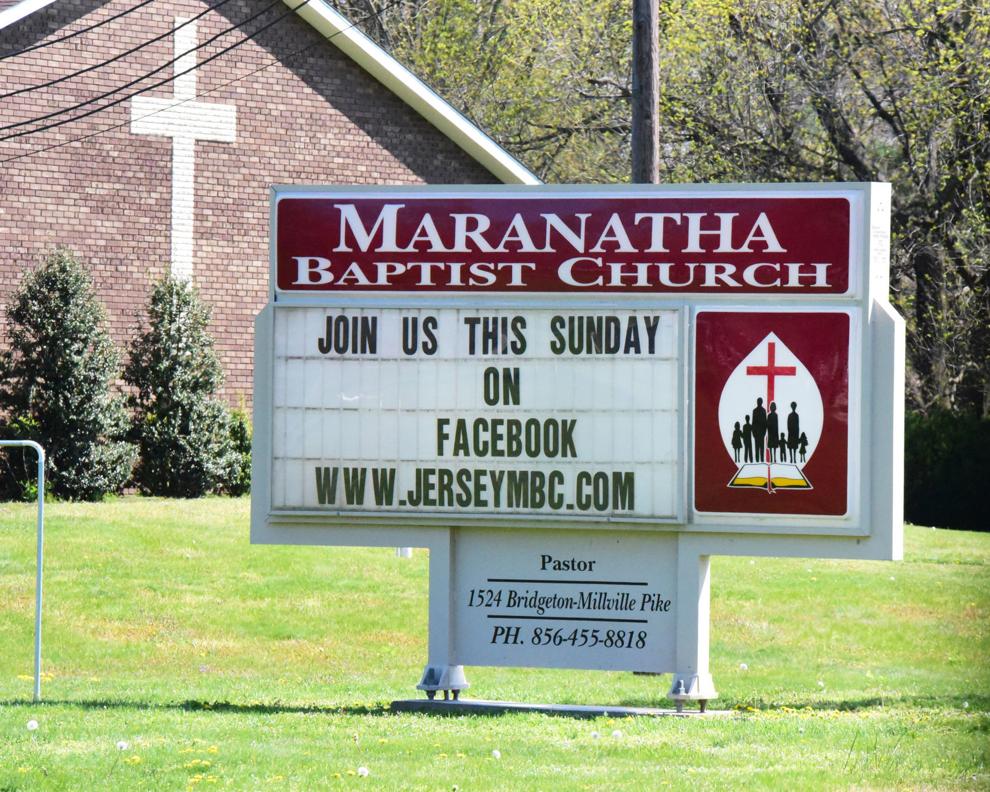 MARANATHA
BAPTIST CHURCH
JOIN US THIS SUNDAY
ON
FACEBOOK
WWW.JERSEYMBC.COM
Pastor
1524 Bridgeton-Millville Pike
PH. 856-455-8818